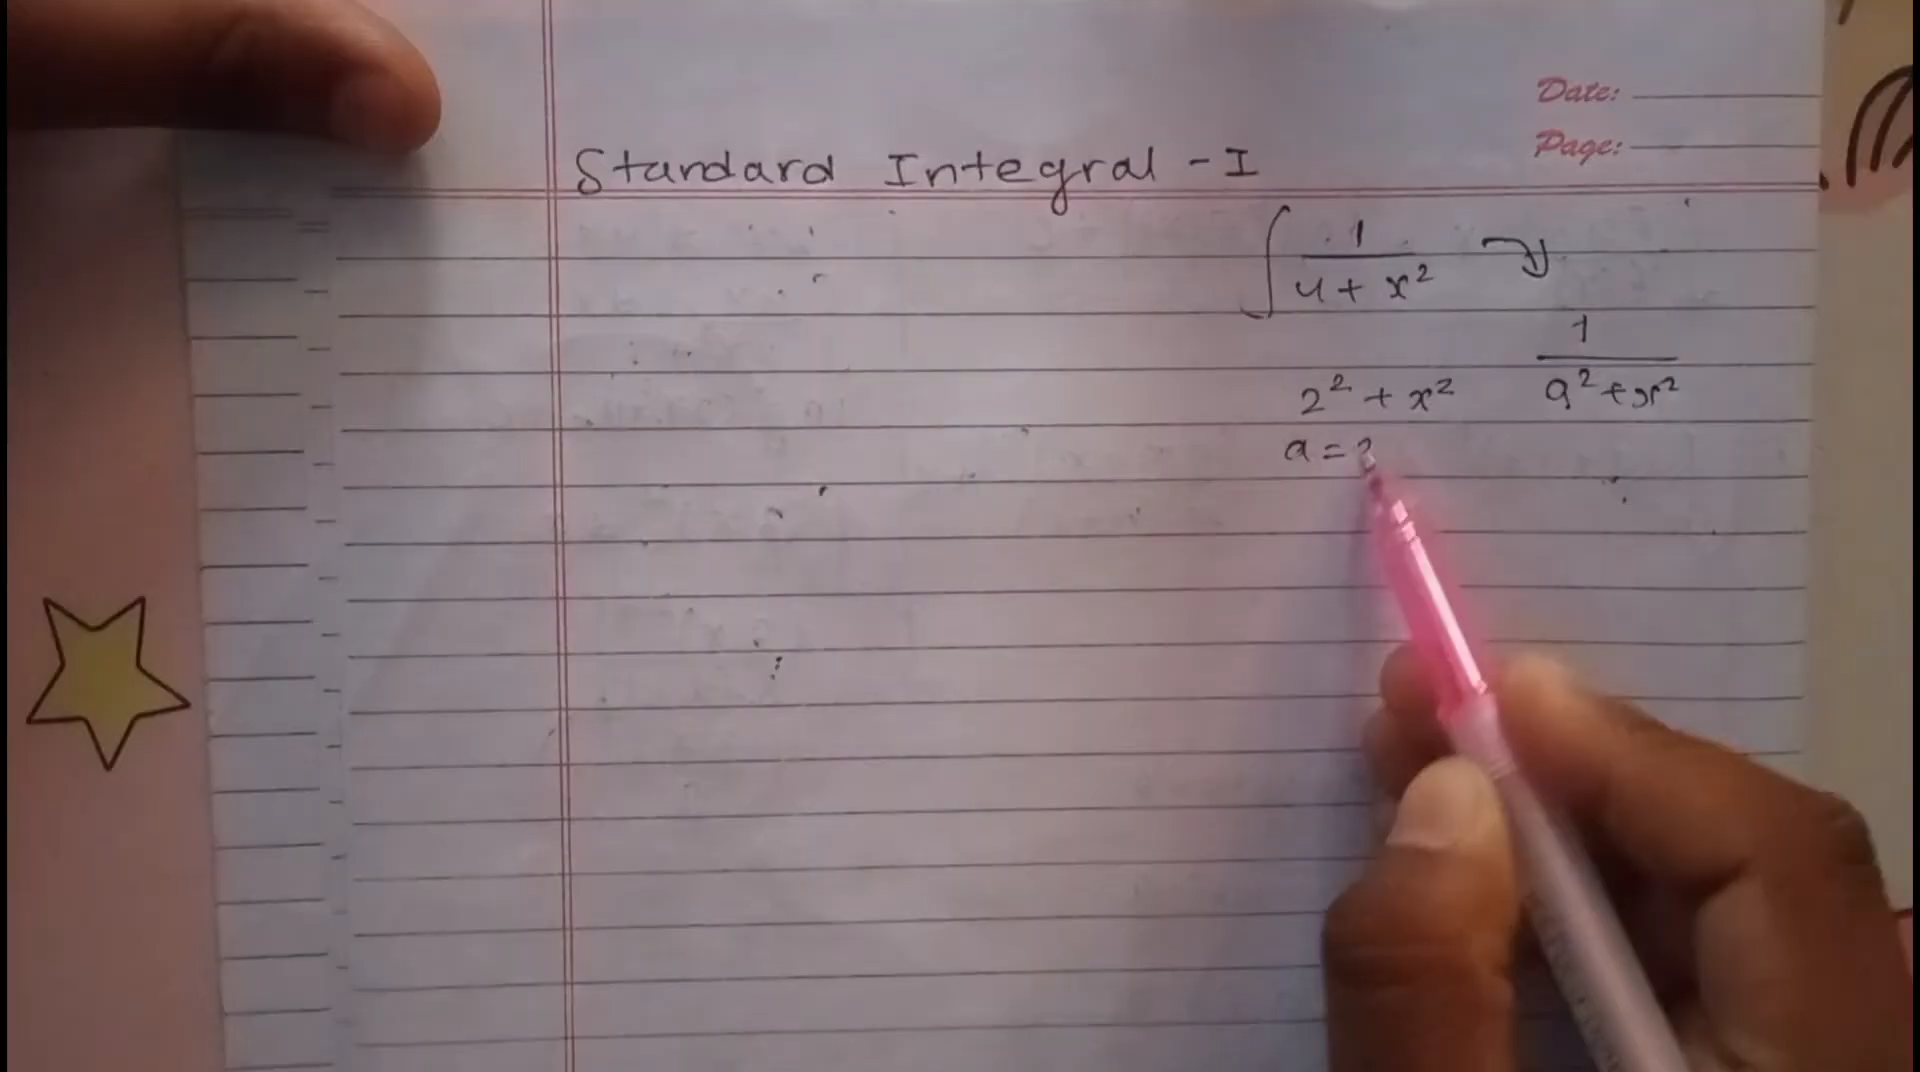 Date:
Page:
Standard Integral - I
∫ 1 / (4 + x²)
1 / (a² + x²)
2² + x²
a = 2